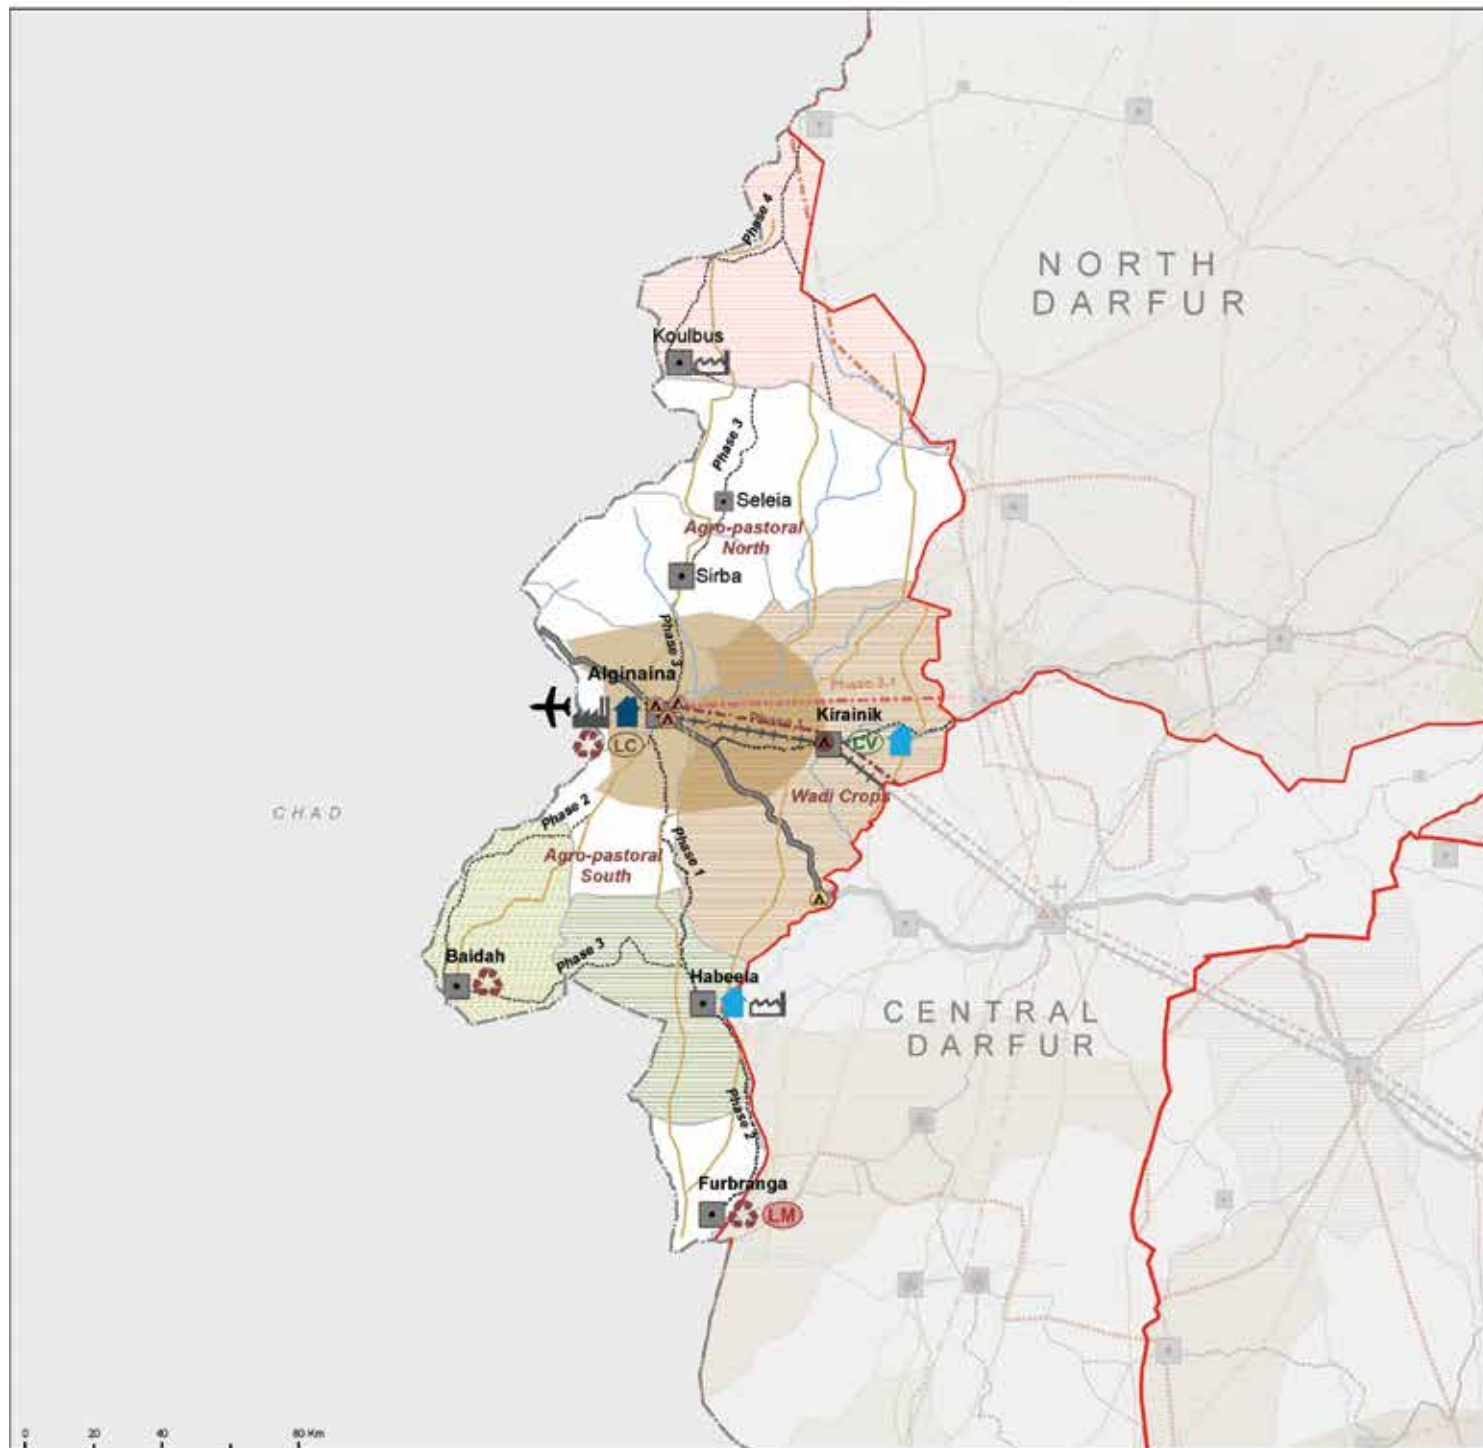 Phase 4
NORTH
DARFUR
Koulbus
Phase 3
Seleia
Agro-pastoral
North
Sirba
Phase 3
Alginaina
Phase 3.1
Phase 1
Kirainik
LC
CV
Wadi Crops
CHAD
Phase 2
Phase 1
Agro-pastoral
South
Baidah
Phase 3
Habeela
CENTRAL
DARFUR
Phase 2
Furbranga
LM
0 20 40 80 Km